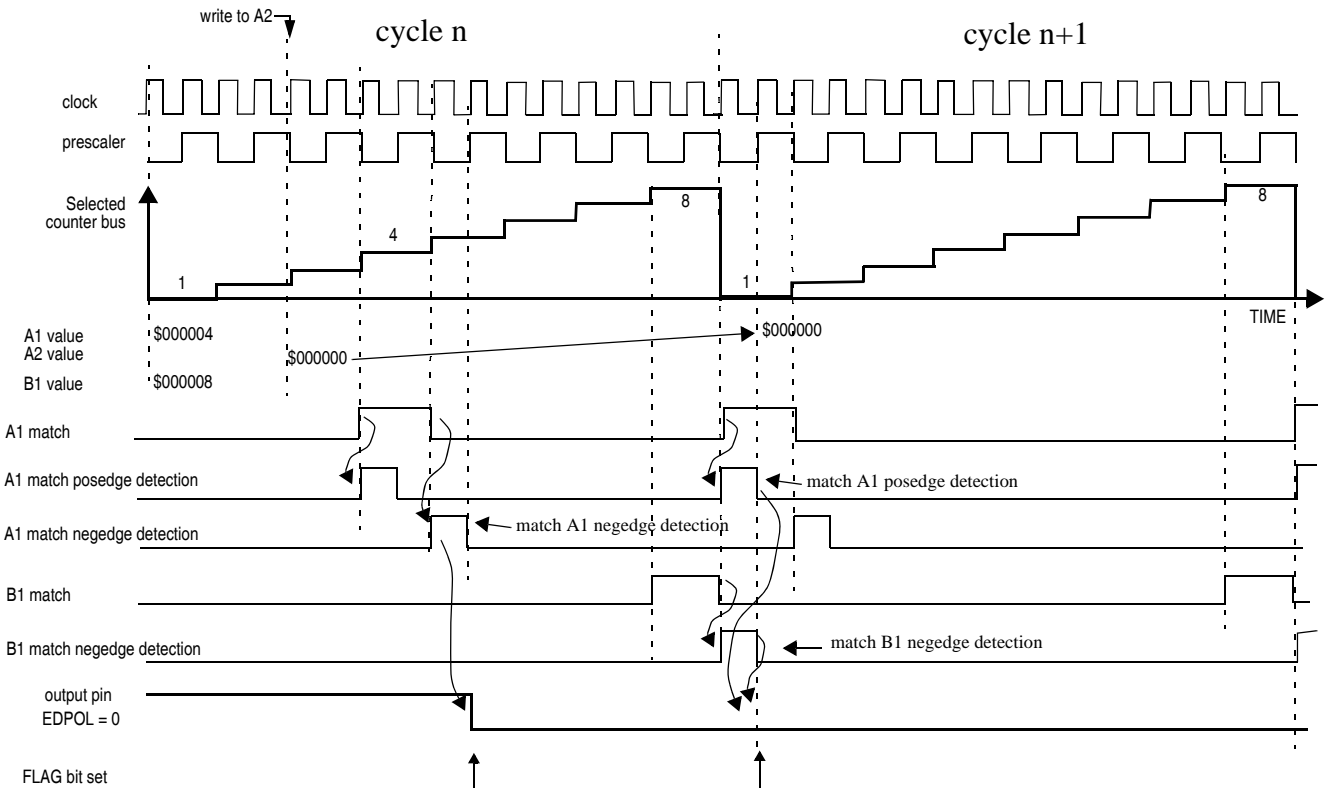 write to A2
cycle n
cycle n+1
clock
prescaler
Selected
counter bus
1
4
8
1
8
TIME
A1 value
$000004
$000000
A2 value
$000000
B1 value
$000008
A1 match
A1 match posedge detection
match A1 posedge detection
A1 match negedge detection
match A1 negedge detection
B1 match
B1 match negedge detection
match B1 negedge detection
output pin
EDPOL = 0
FLAG bit set